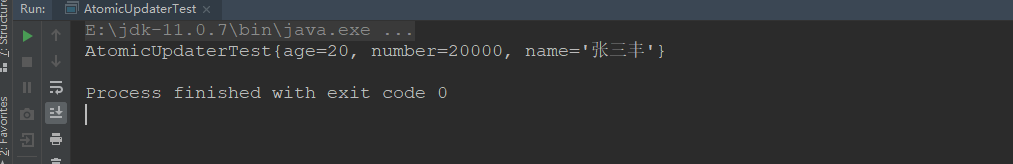 Run: AtomicUpdaterTest ×
E:\jdk-11.0.7\bin\java.exe ...
AtomicUpdaterTest{age=20, number=20000, name='张三丰'}
Process finished with exit code 0
7: Structure
2: Favorites